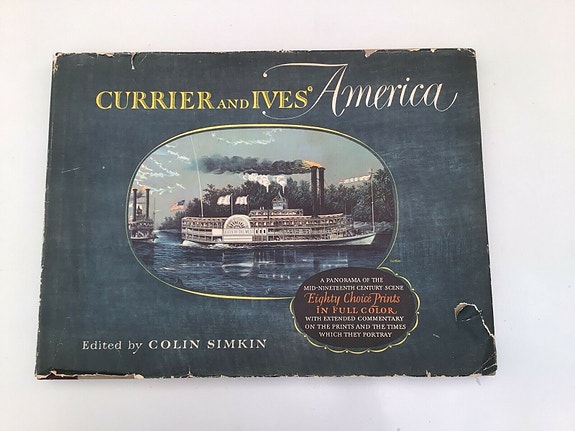 CURRIER AND IVES' America
A PANORAMA OF THE
MID-NINETEENTH CENTURY SCENE
Eighty Choice Prints
IN FULL COLOR
WITH EXTENDED COMMENTARY
ON THE PRINTS AND THE TIMES
WHICH THEY PORTRAY
Edited by COLIN SIMKIN